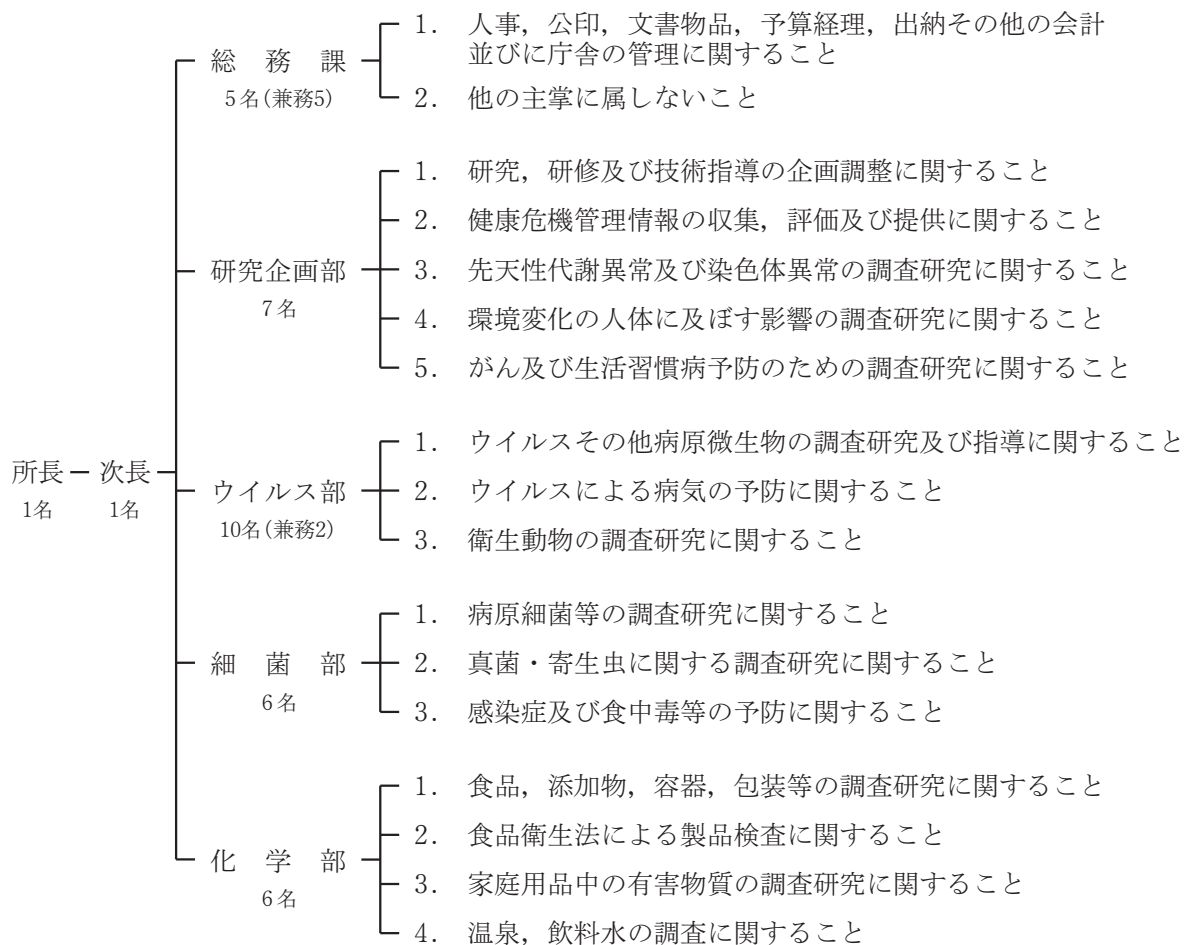 所長
1名
次長
1名
総務課
5名(兼務5)
1. 人事，公印，文書物品，予算経理，出納その他の会計
並びに庁舎の管理に関すること
2. 他の主掌に属しないこと
研究企画部
7名
1. 研究，研修及び技術指導の企画調整に関すること
2. 健康危機管理情報の収集，評価及び提供に関すること
3. 先天性代謝異常及び染色体異常の調査研究に関すること
4. 環境変化の人体に及ぼす影響の調査研究に関すること
5. がん及び生活習慣病予防のための調査研究に関すること
ウイルス部
10名(兼務2)
1. ウイルスその他病原微生物の調査研究及び指導に関すること
2. ウイルスによる病気の予防に関すること
3. 衛生動物の調査研究に関すること
細菌部
6名
1. 病原細菌等の調査研究に関すること
2. 真菌・寄生虫に関する調査研究に関すること
3. 感染症及び食中毒等の予防に関すること
化学部
6名
1. 食品，添加物，容器，包装等の調査研究に関すること
2. 食品衛生法による製品検査に関すること
3. 家庭用品中の有害物質の調査研究に関すること
4. 温泉，飲料水の調査に関すること